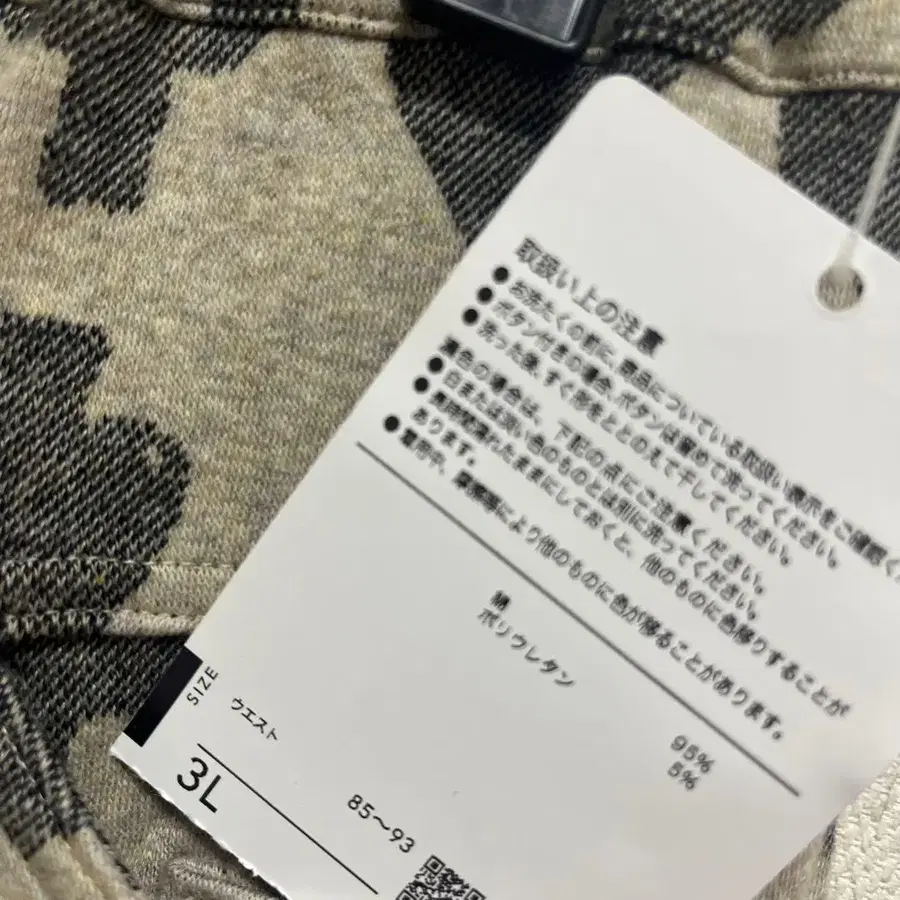 取扱い上の注意
●お洗たくの前に、商品についている取扱い表示をご確認く
●ボタン付きの場合、ボタンは留めて洗ってください。
●洗った後、すぐ形をととのえて干してください。
濃色の場合は、下記の点にご注意ください。
●白または淡い色のものとは別に洗ってください。
●長時間濡れたままにしておくと、他のものに色移りすることが
あります。
●着用中、摩擦等により他のものに色が移ることがあります。
綿 95%
ポリウレタン 5%
SIZE
ウエスト
3L 85〜93